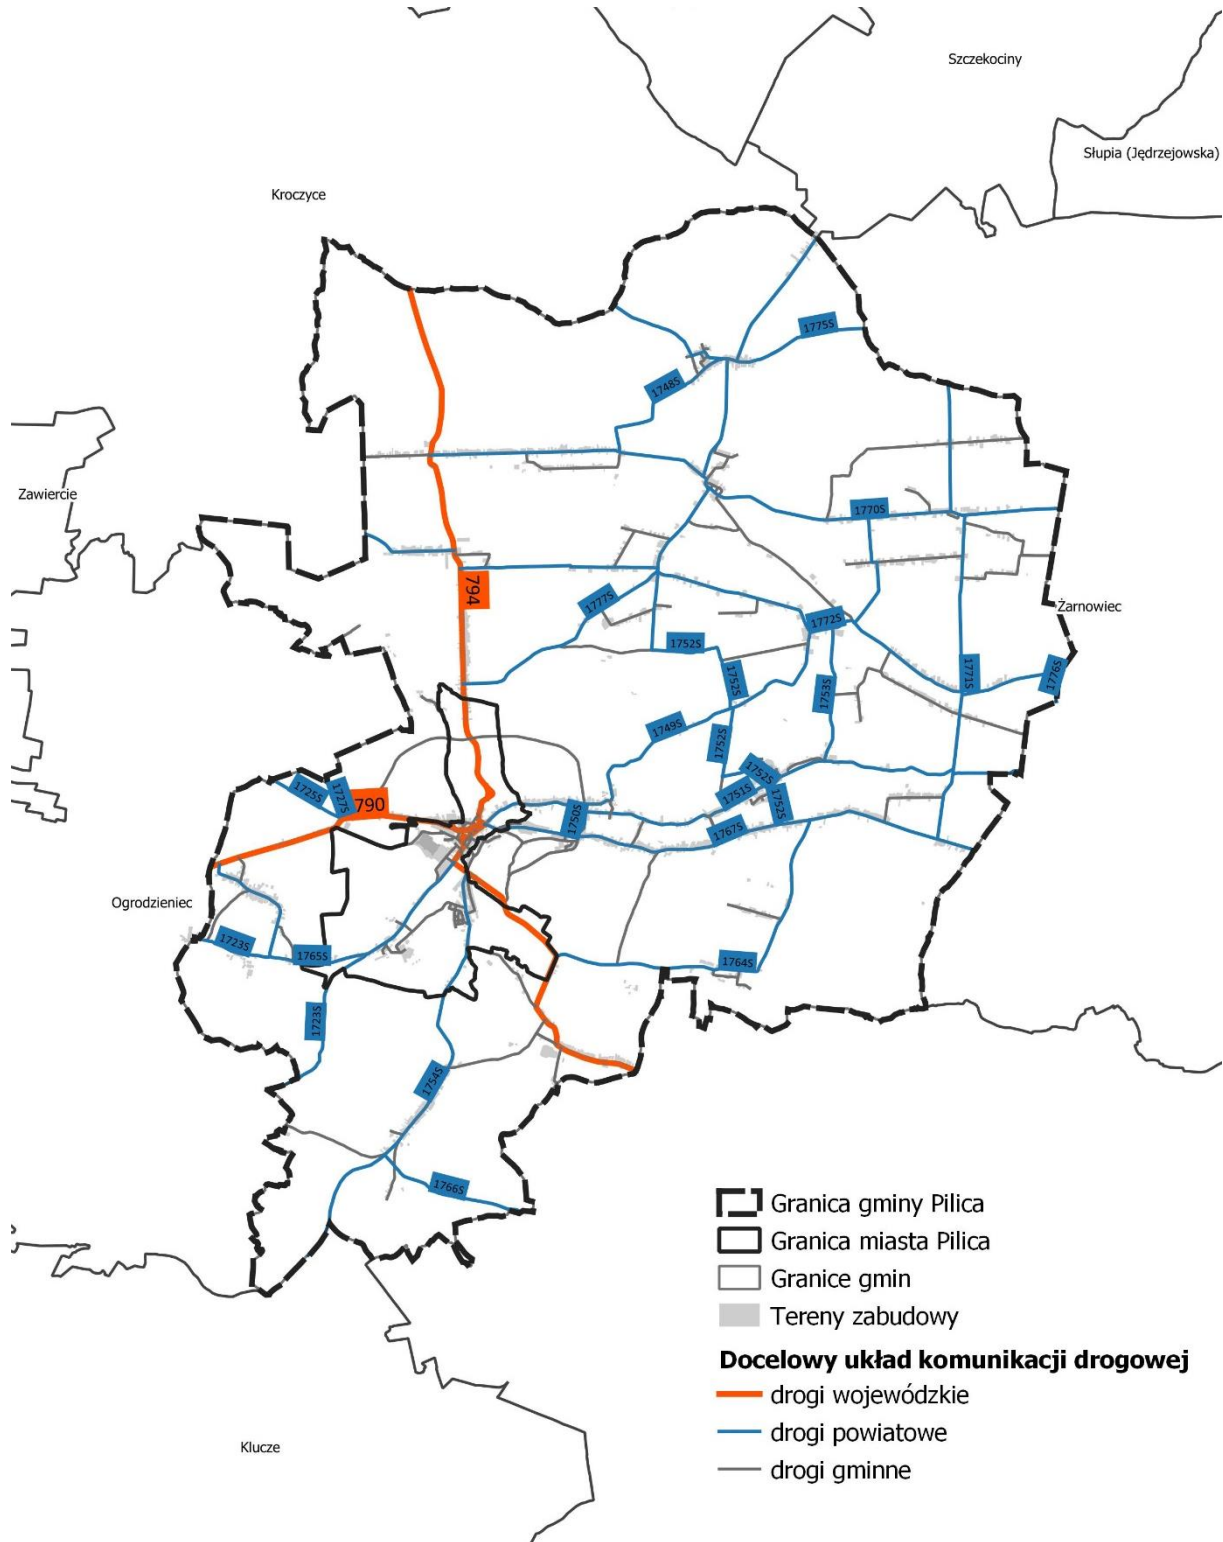 Szczekociny
Słupia (Jędrzejowska)
Kroczyce
1775S
1748S
Zawiercie
1770S
794
1777S
Żarnowiec
1772S
1752S
1752S
1753S
1771S
1776S
1749S
1752S
1752S
1725S
1727S
790
1751S
1752S
1750S
1767S
Ogrodzieniec
1723S
1765S
1764S
1723S
1754S
1766S
Granica gminy Pilica
Granica miasta Pilica
Granice gmin
Tereny zabudowy
Docelowy układ komunikacji drogowej
drogi wojewódzkie
drogi powiatowe
drogi gminne
Klucze